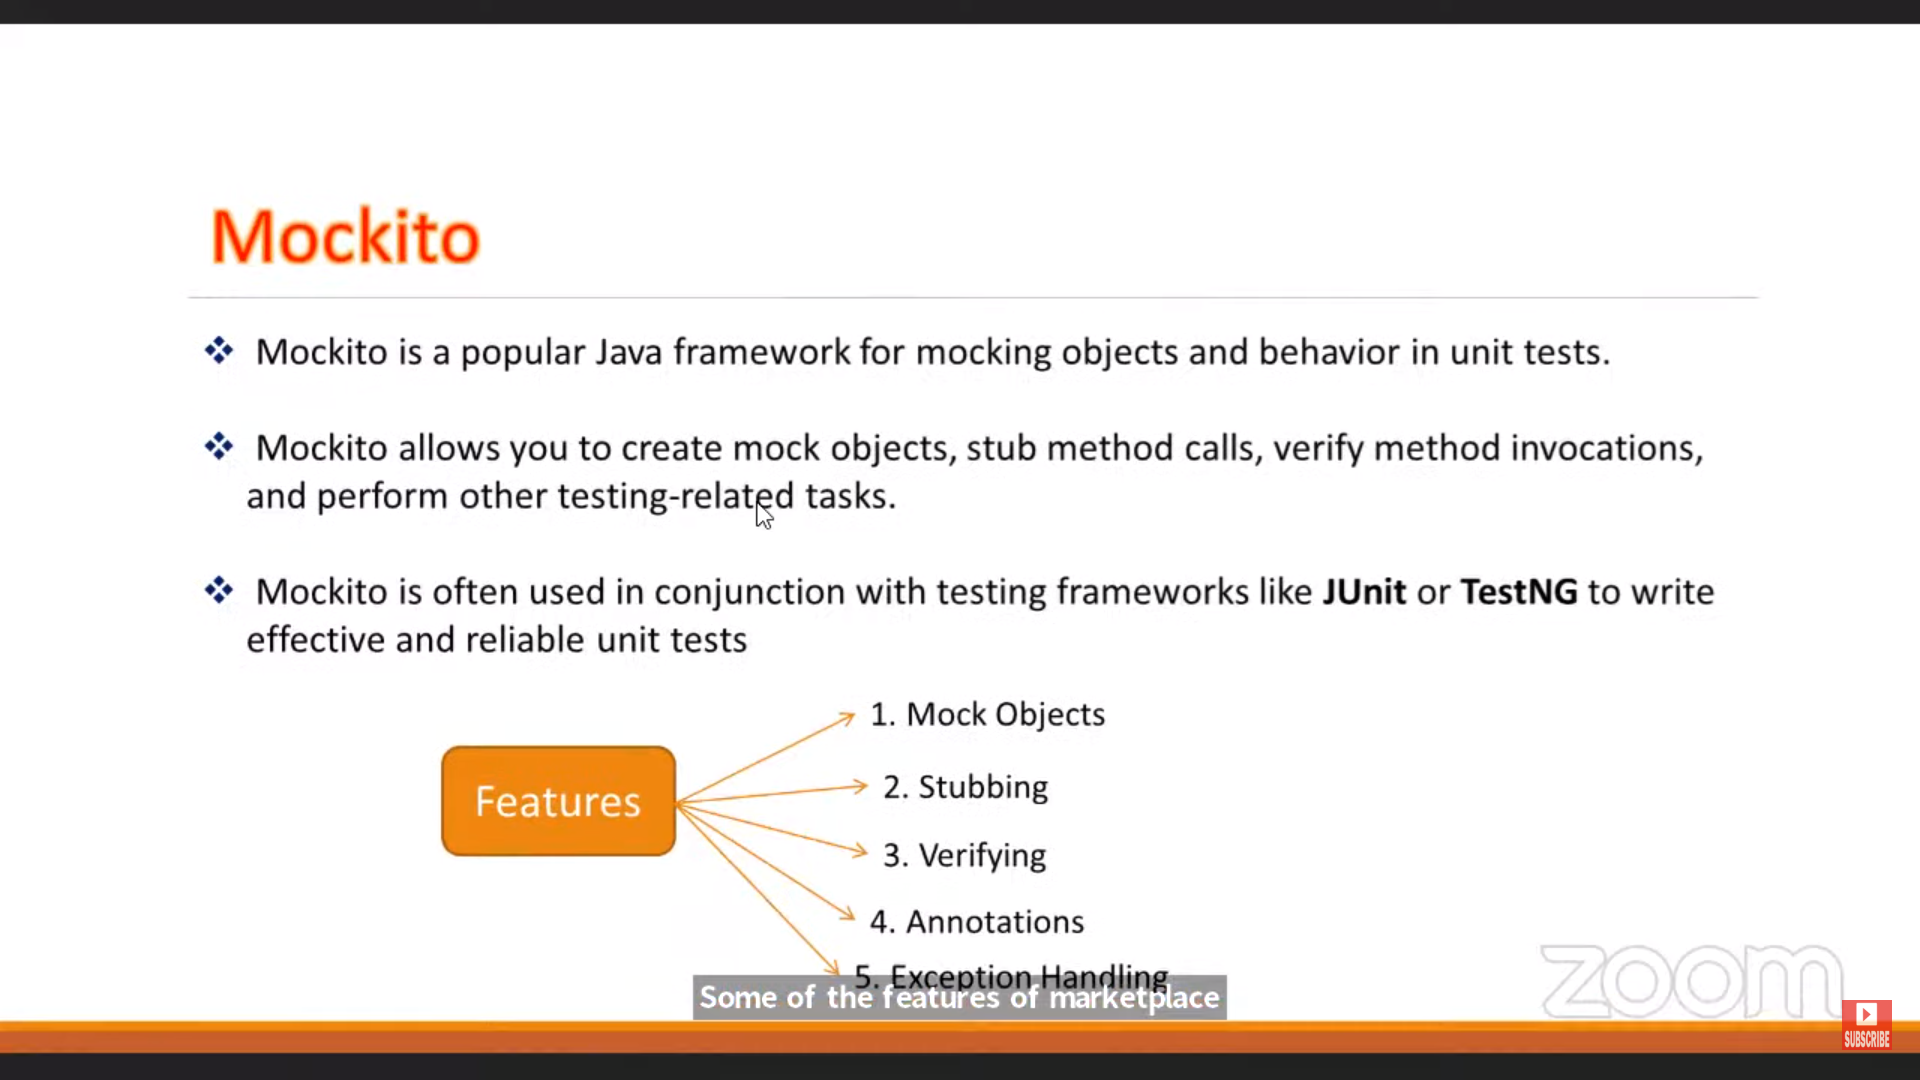 Mockito
Mockito is a popular Java framework for mocking objects and behavior in unit tests.
Mockito allows you to create mock objects, stub method calls, verify method invocations,
and perform other testing-related tasks.
Mockito is often used in conjunction with testing frameworks like JUnit or TestNG to write
effective and reliable unit tests
Features
1. Mock Objects
2. Stubbing
3. Verifying
4. Annotations
5. Exception Handling
Some of the features of marketplace
zoom
SUBSCRIBE